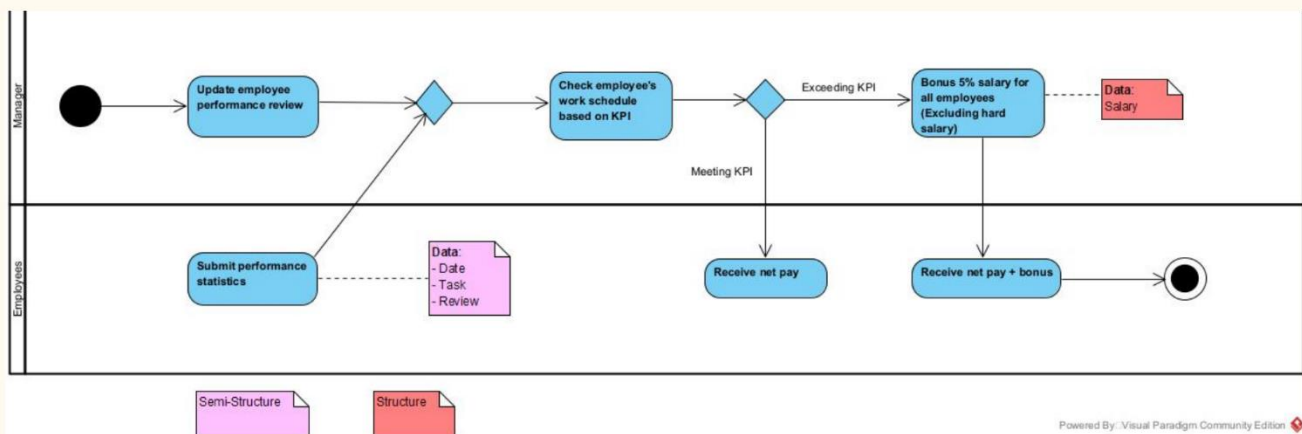 Manager
Update employee
performance review
Check employee's
work schedule
based on KPI
Exceeding KPI
Bonus 5% salary for
all employees
(Excluding hard
salary)
Data:
Salary
Meeting KPI
Employees
Submit performance
statistics
Data:
- Date
- Task
- Review
Receive net pay
Receive net pay + bonus
Semi-Structure
Structure
Powered By: Visual Paradigm Community Edition